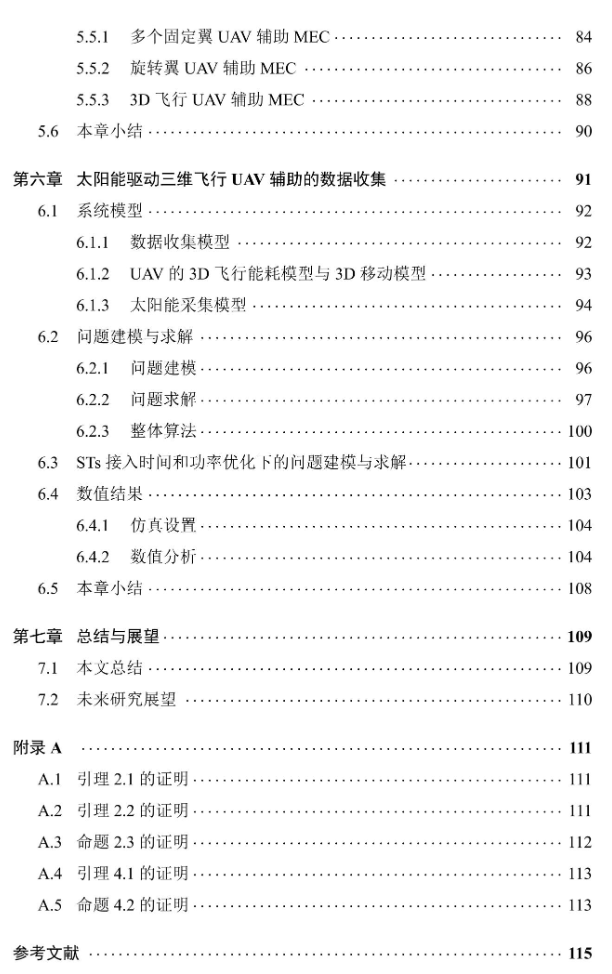 5.5.1 多个固定翼 UAV 辅助 MEC 84
5.5.2 旋转翼 UAV 辅助 MEC 86
5.5.3 3D 飞行 UAV 辅助 MEC 88
5.6 本章小结 90
第六章 太阳能驱动三维飞行 UAV 辅助的数据收集 91
6.1 系统模型 92
6.1.1 数据收集模型 92
6.1.2 UAV 的 3D 飞行能耗模型与 3D 移动模型 93
6.1.3 太阳能采集模型 94
6.2 问题建模与求解 96
6.2.1 问题建模 96
6.2.2 问题求解 97
6.2.3 整体算法 100
6.3 STs 接入时间和功率优化下的问题建模与求解 101
6.4 数值结果 103
6.4.1 仿真设置 104
6.4.2 数值分析 104
6.5 本章小结 108
第七章 总结与展望 109
7.1 本文总结 109
7.2 未来研究展望 110
附录 A 111
A.1 引理 2.1 的证明 111
A.2 引理 2.2 的证明 111
A.3 命题 2.3 的证明 112
A.4 引理 4.1 的证明 113
A.5 命题 4.2 的证明 113
参考文献 115